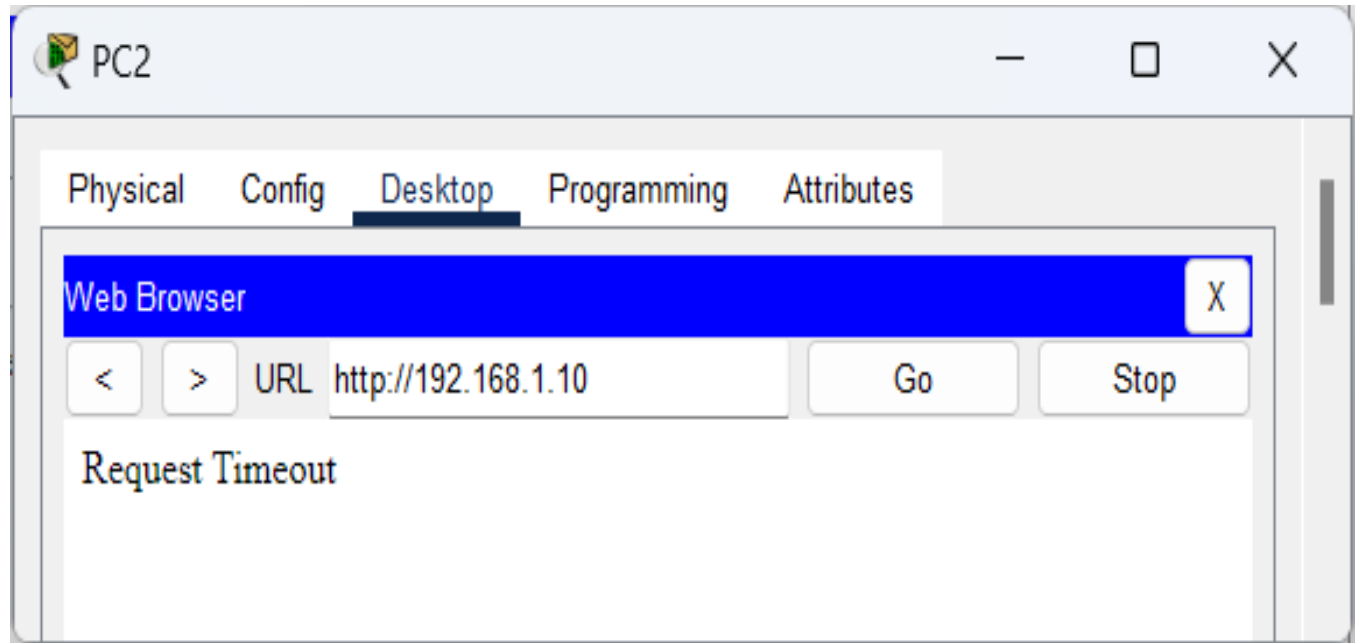 PC2
Physical Config Desktop Programming Attributes
Web Browser X
< > URL http://192.168.1.10 Go Stop
Request Timeout